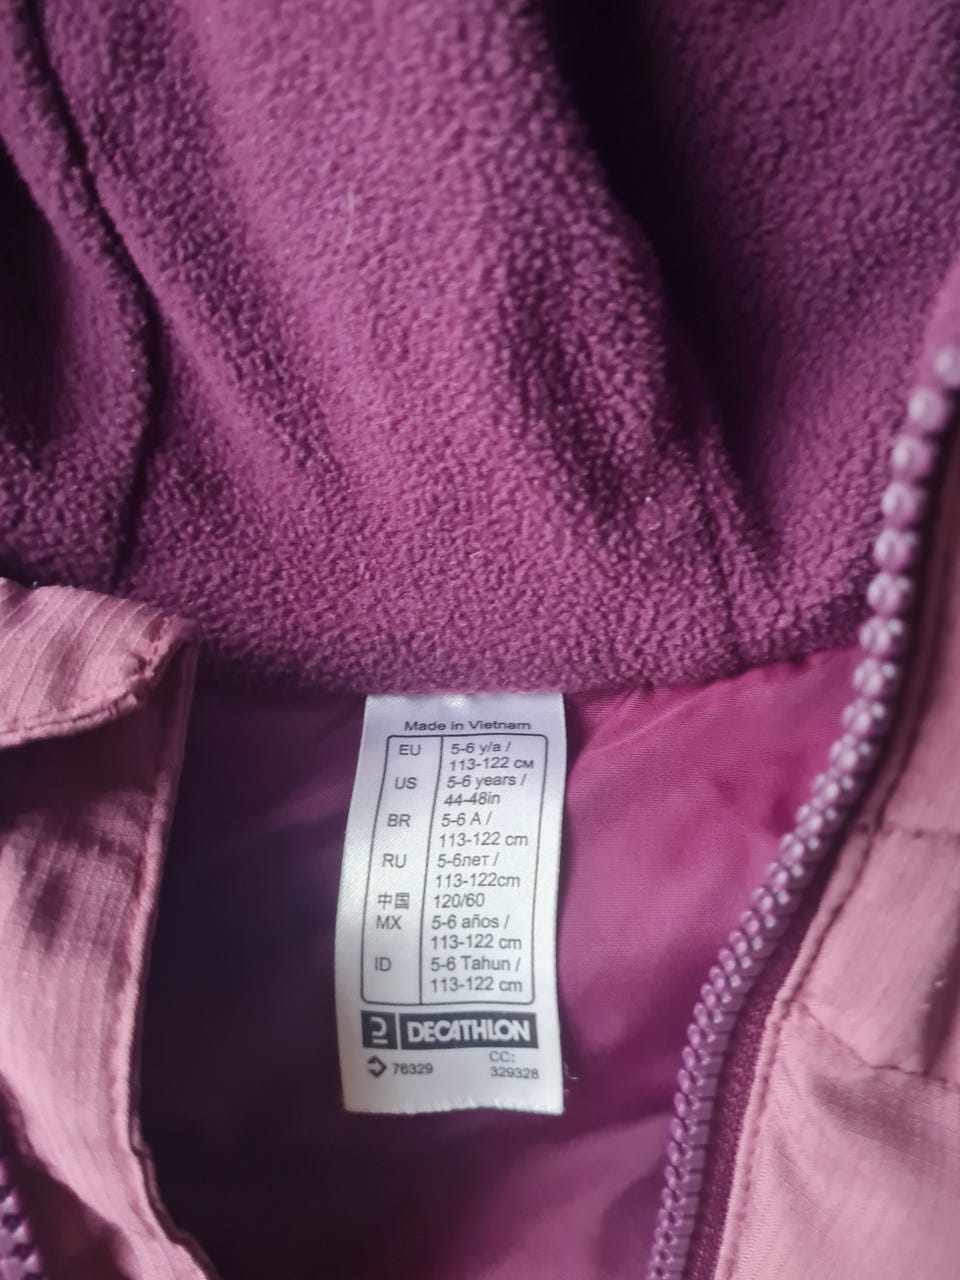 Made in Vietnam
EU 5-6 y/a /
113-122 см
US 5-6 years /
44-48in
BR 5-6 A /
113-122 cm
RU 5-6лет /
113-122cm
中国 120/60
MX 5-6 años /
113-122 cm
ID 5-6 Tahun /
113-122 cm
DECATHLON
76329 CC:
329328